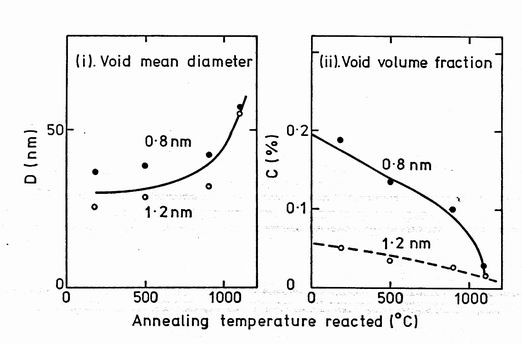 (i). Void mean diameter
(ii). Void volume fraction
D (nm)
50
0
0·8 nm
1·2 nm
0
500
1000
C (%)
0·2
0·1
0
0·8 nm
1·2 nm
0
500
1000
Annealing temperature reacted (°C)